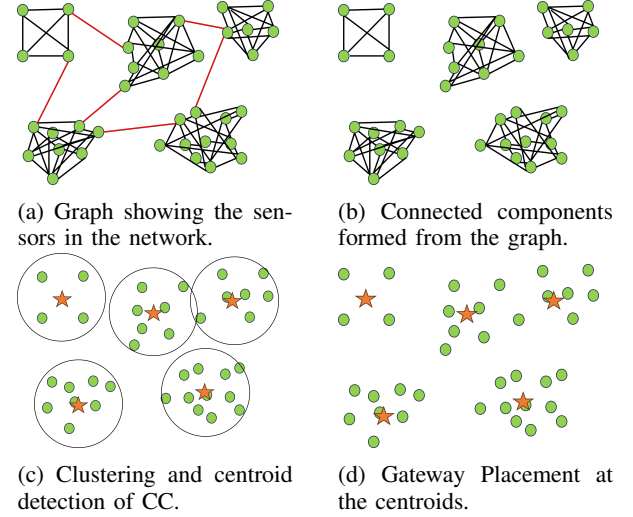 (a) Graph showing the sen-
sors in the network.
(b) Connected components
formed from the graph.
(c) Clustering and centroid
detection of CC.
(d) Gateway Placement at
the centroids.